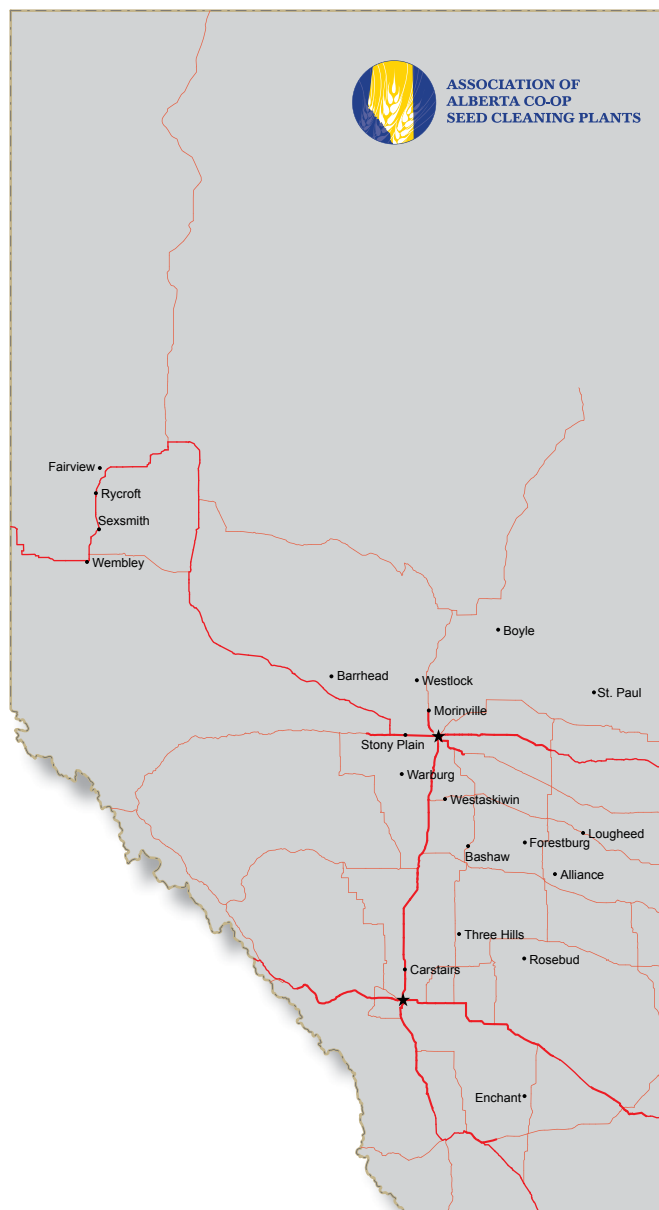 ASSOCIATION OF
ALBERTA CO-OP
SEED CLEANING PLANTS
Fairview
Rycroft
Sexsmith
Wembley
Boyle
Barrhead
Westlock
St. Paul
Morinville
Stony Plain
Warburg
Westaskiwin
Lougheed
Forestburg
Bashaw
Alliance
Three Hills
Rosebud
Carstairs
Enchant